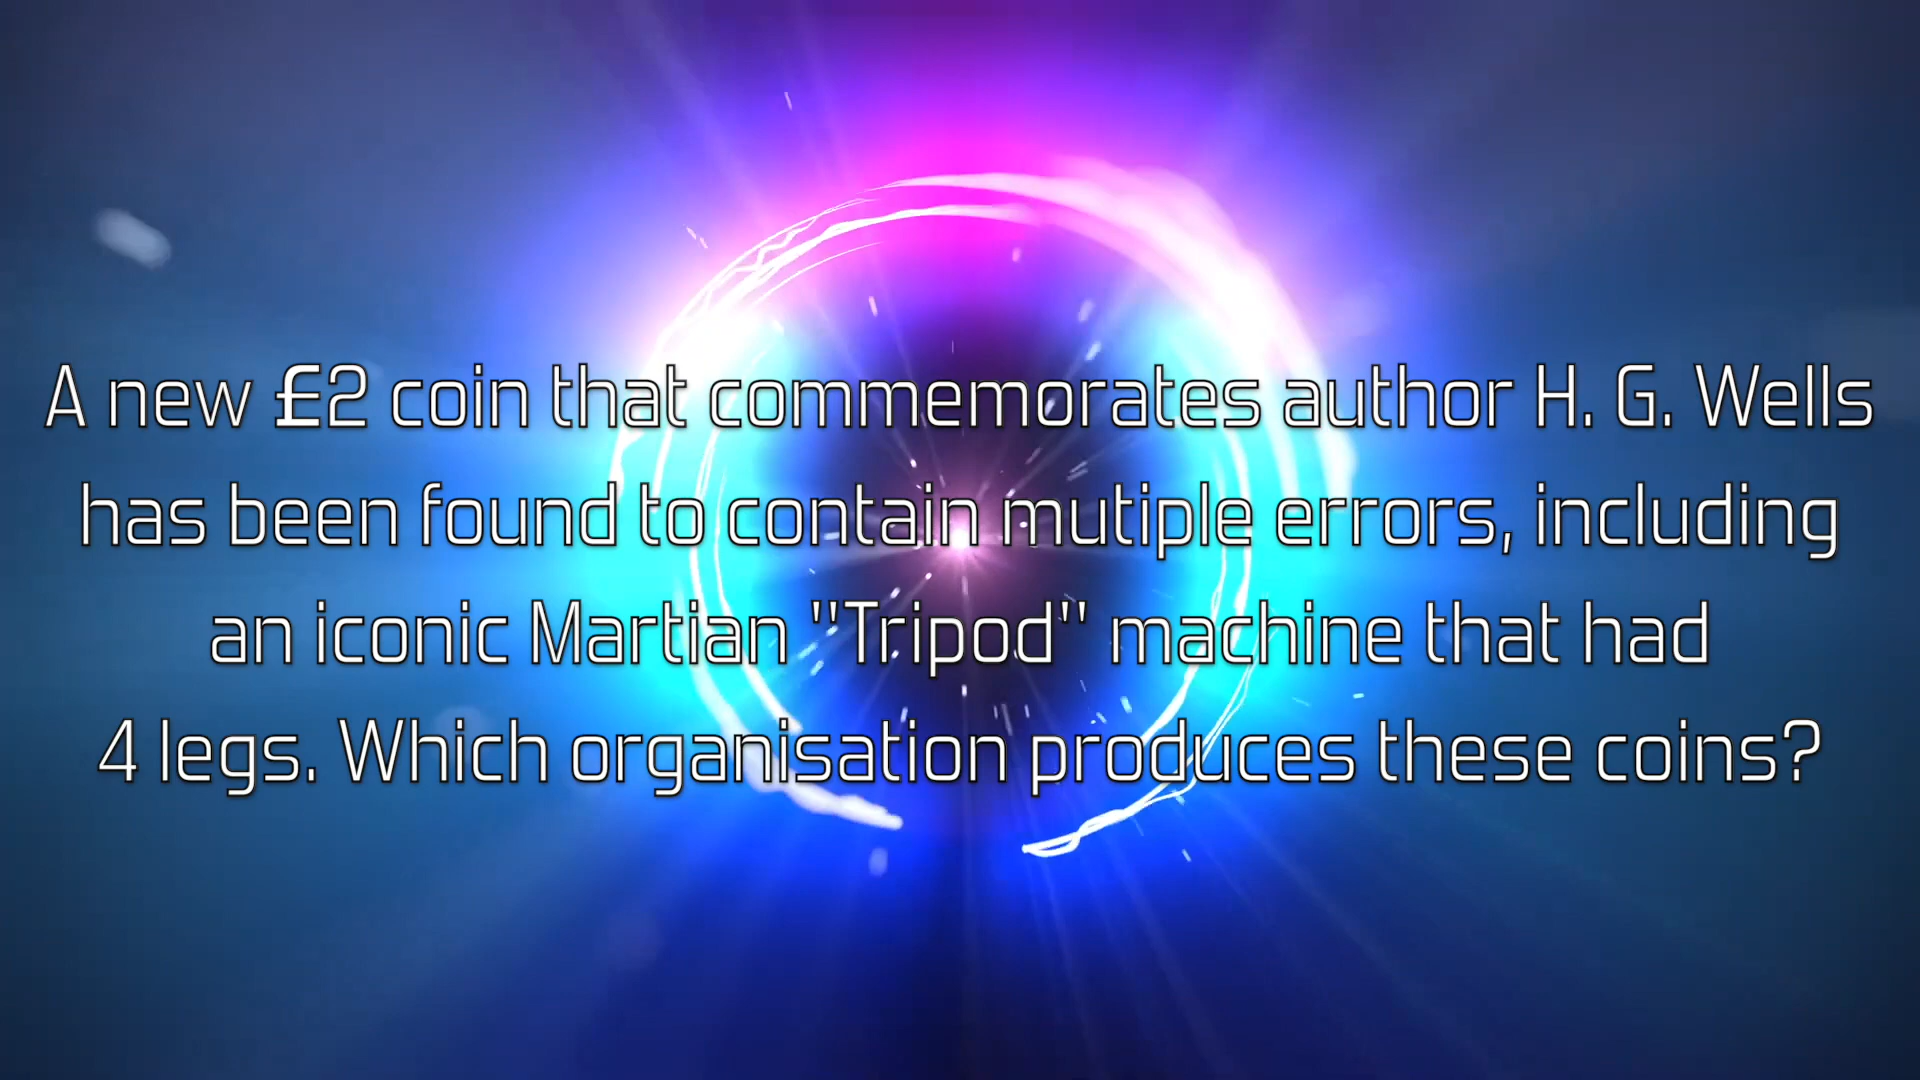 A new £2 coin that commemorates author H. G. Wells
has been found to contain mutiple errors, including
an iconic Martian "Tripod" machine that had
4 legs. Which organisation produces these coins?